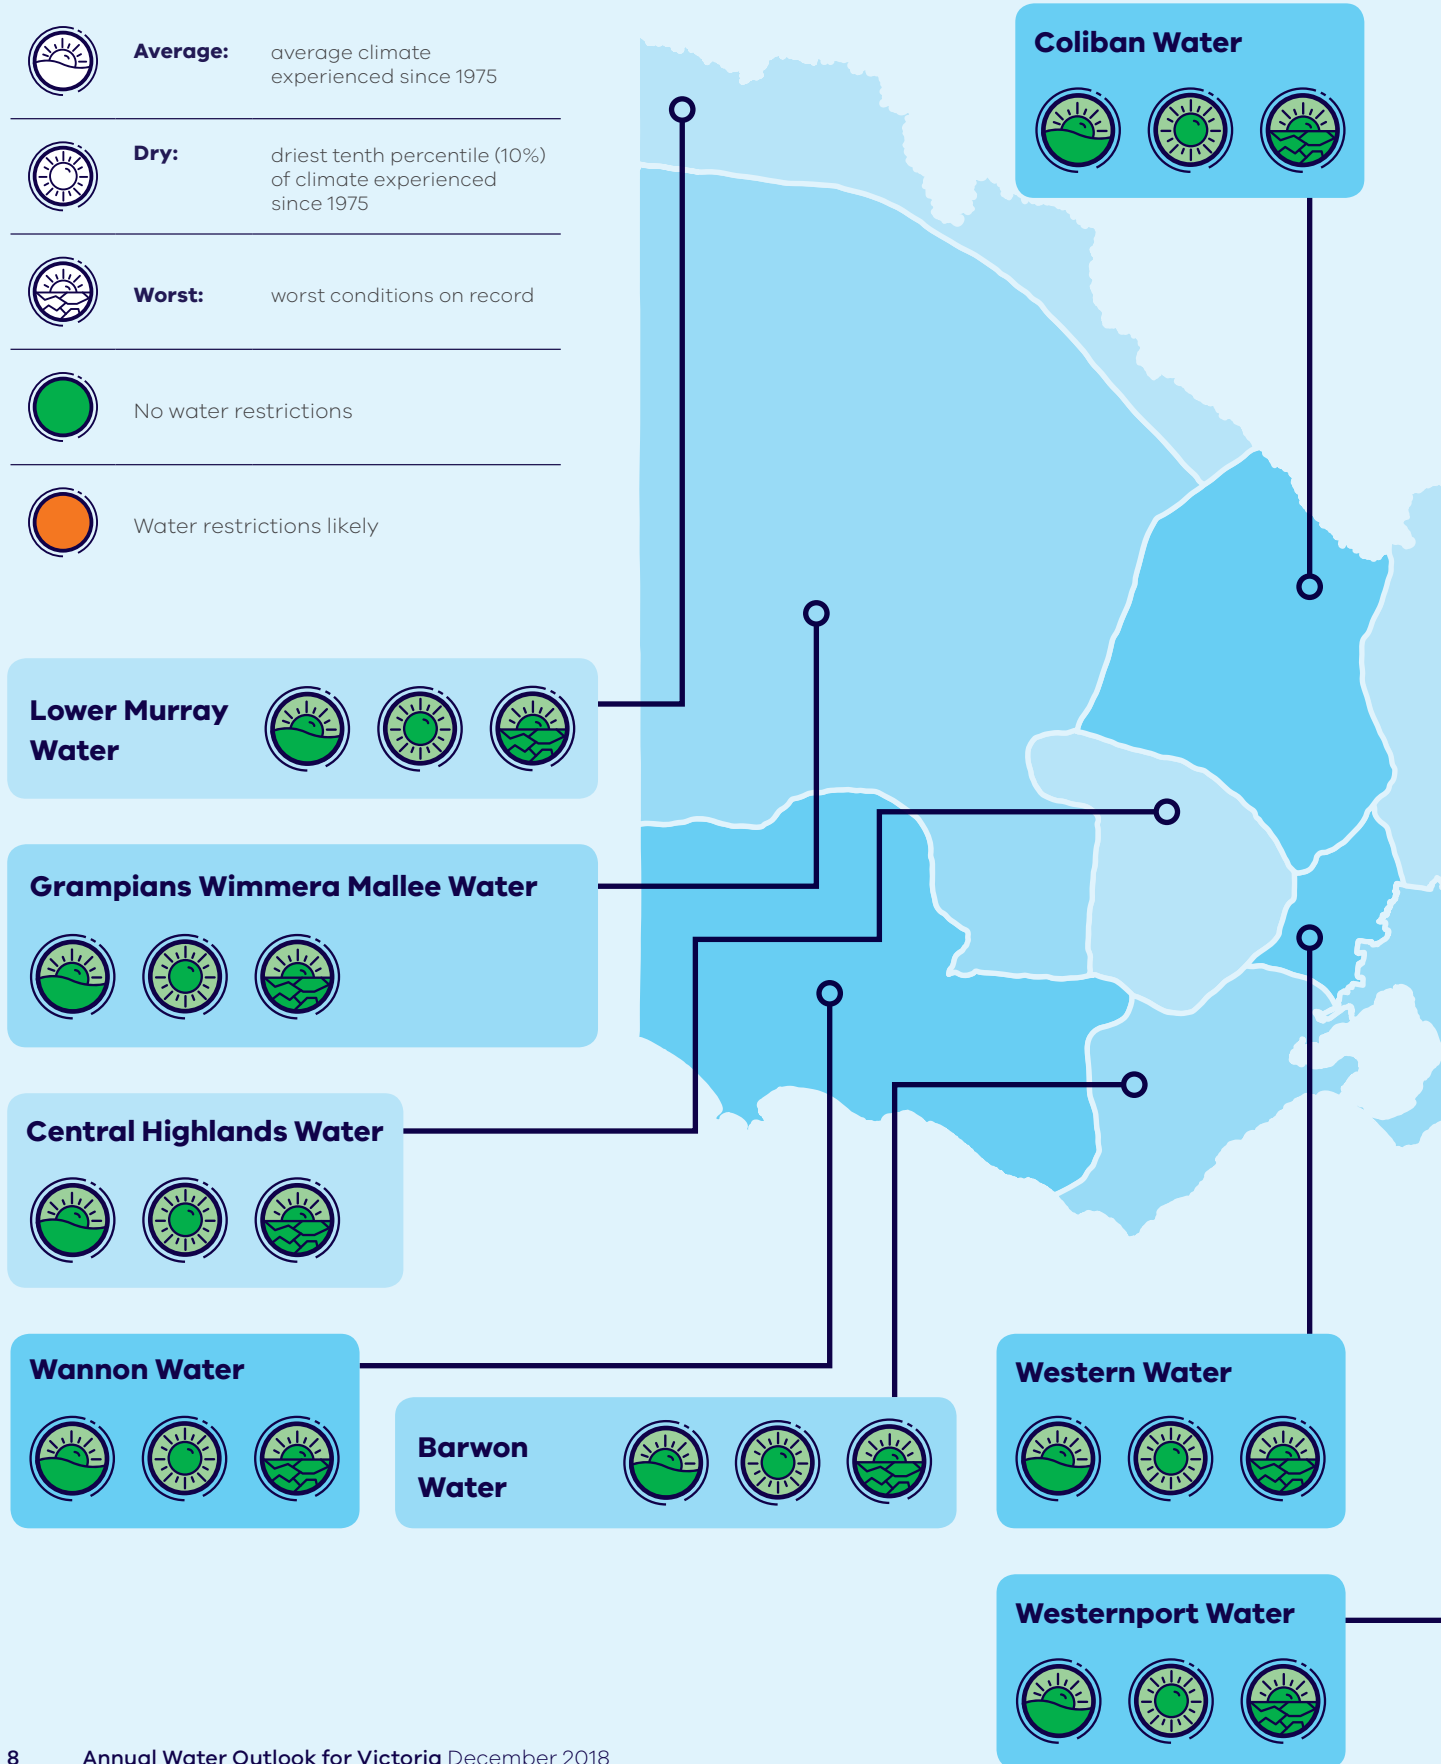 Average: average climate
experienced since 1975
Dry: driest tenth percentile (10%)
of climate experienced
since 1975
Worst: worst conditions on record
No water restrictions
Water restrictions likely
Coliban Water
Lower Murray
Water
Grampians Wimmera Mallee Water
Central Highlands Water
Wannon Water
Barwon
Water
Western Water
Westernport Water
8 Annual Water Outlook for Victoria December 2018